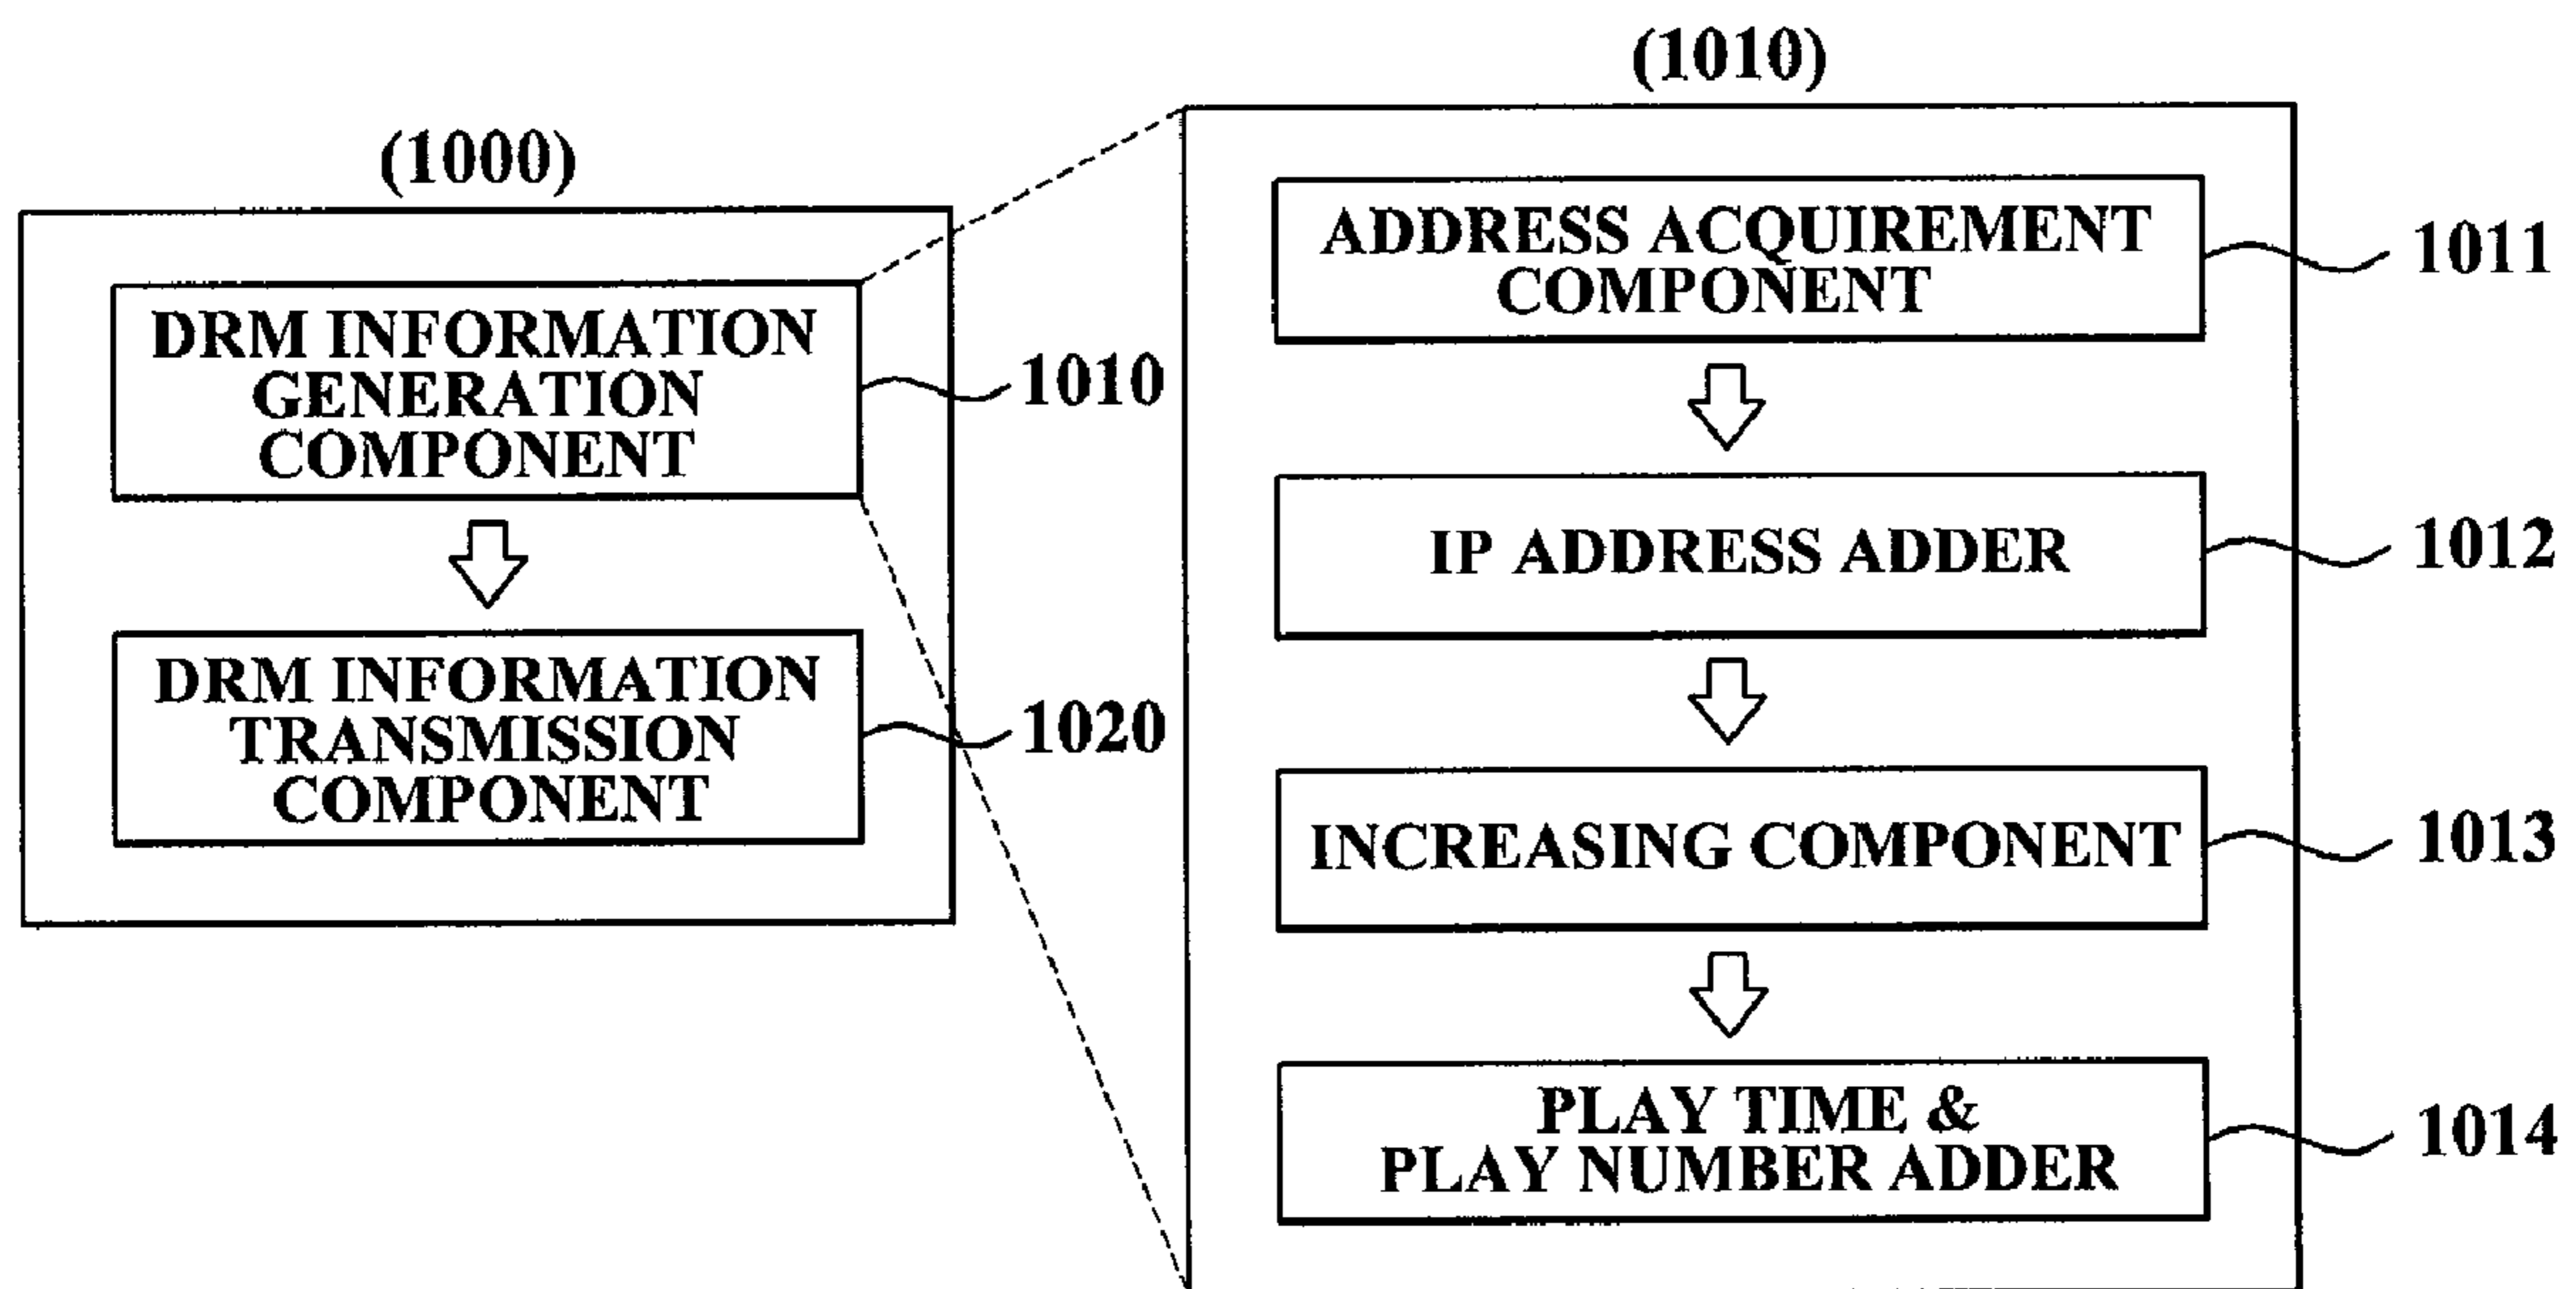 (1000)
DRM INFORMATION
GENERATION
COMPONENT
1010
DRM INFORMATION
TRANSMISSION
COMPONENT
1020
(1010)
ADDRESS ACQUIREMENT
COMPONENT
1011
IP ADDRESS ADDER
1012
INCREASING COMPONENT
1013
PLAY TIME &
PLAY NUMBER ADDER
1014